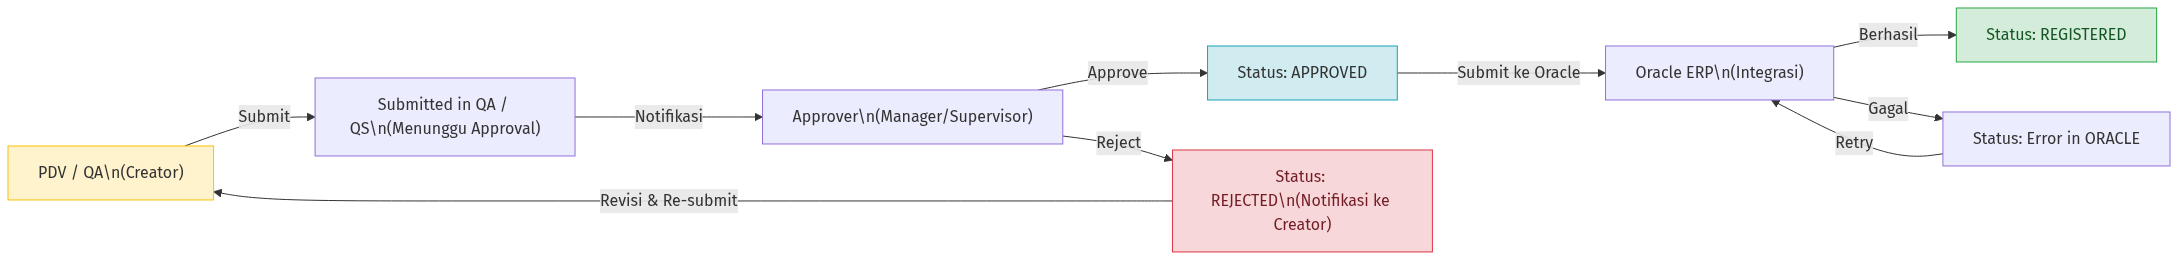 PDV / QA\n(Creator)
Submit
Submitted in QA /
QS\n(Menunggu Approval)
Notifikasi
Approver\n(Manager/Supervisor)
Approve
Reject
Status: APPROVED
Status:
REJECTED\n(Notifikasi ke
Creator)
Revisi & Re-submit
Submit ke Oracle
Oracle ERP\n(Integrasi)
Berhasil
Gagal
Retry
Status: REGISTERED
Status: Error in ORACLE